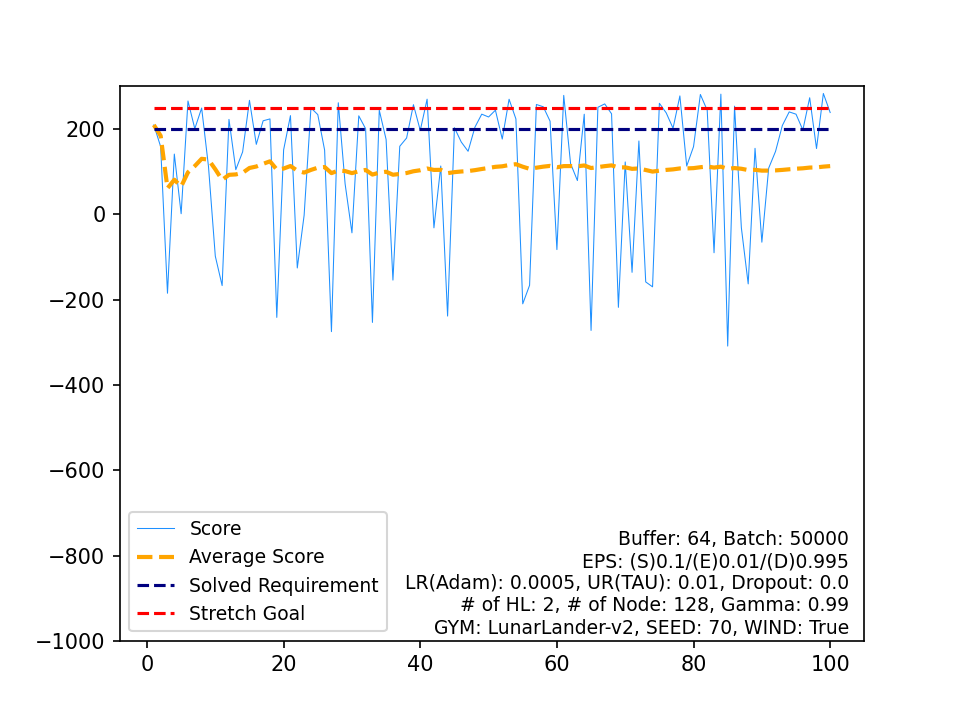 200
0
−200
−400
−600
−800
−1000
0
20
40
60
80
100
Score
Average Score
Solved Requirement
Stretch Goal
Buffer: 64, Batch: 50000
EPS: (S)0.1/(E)0.01/(D)0.995
LR(Adam): 0.0005, UR(TAU): 0.01, Dropout: 0.0
# of HL: 2, # of Node: 128, Gamma: 0.99
GYM: LunarLander-v2, SEED: 70, WIND: True